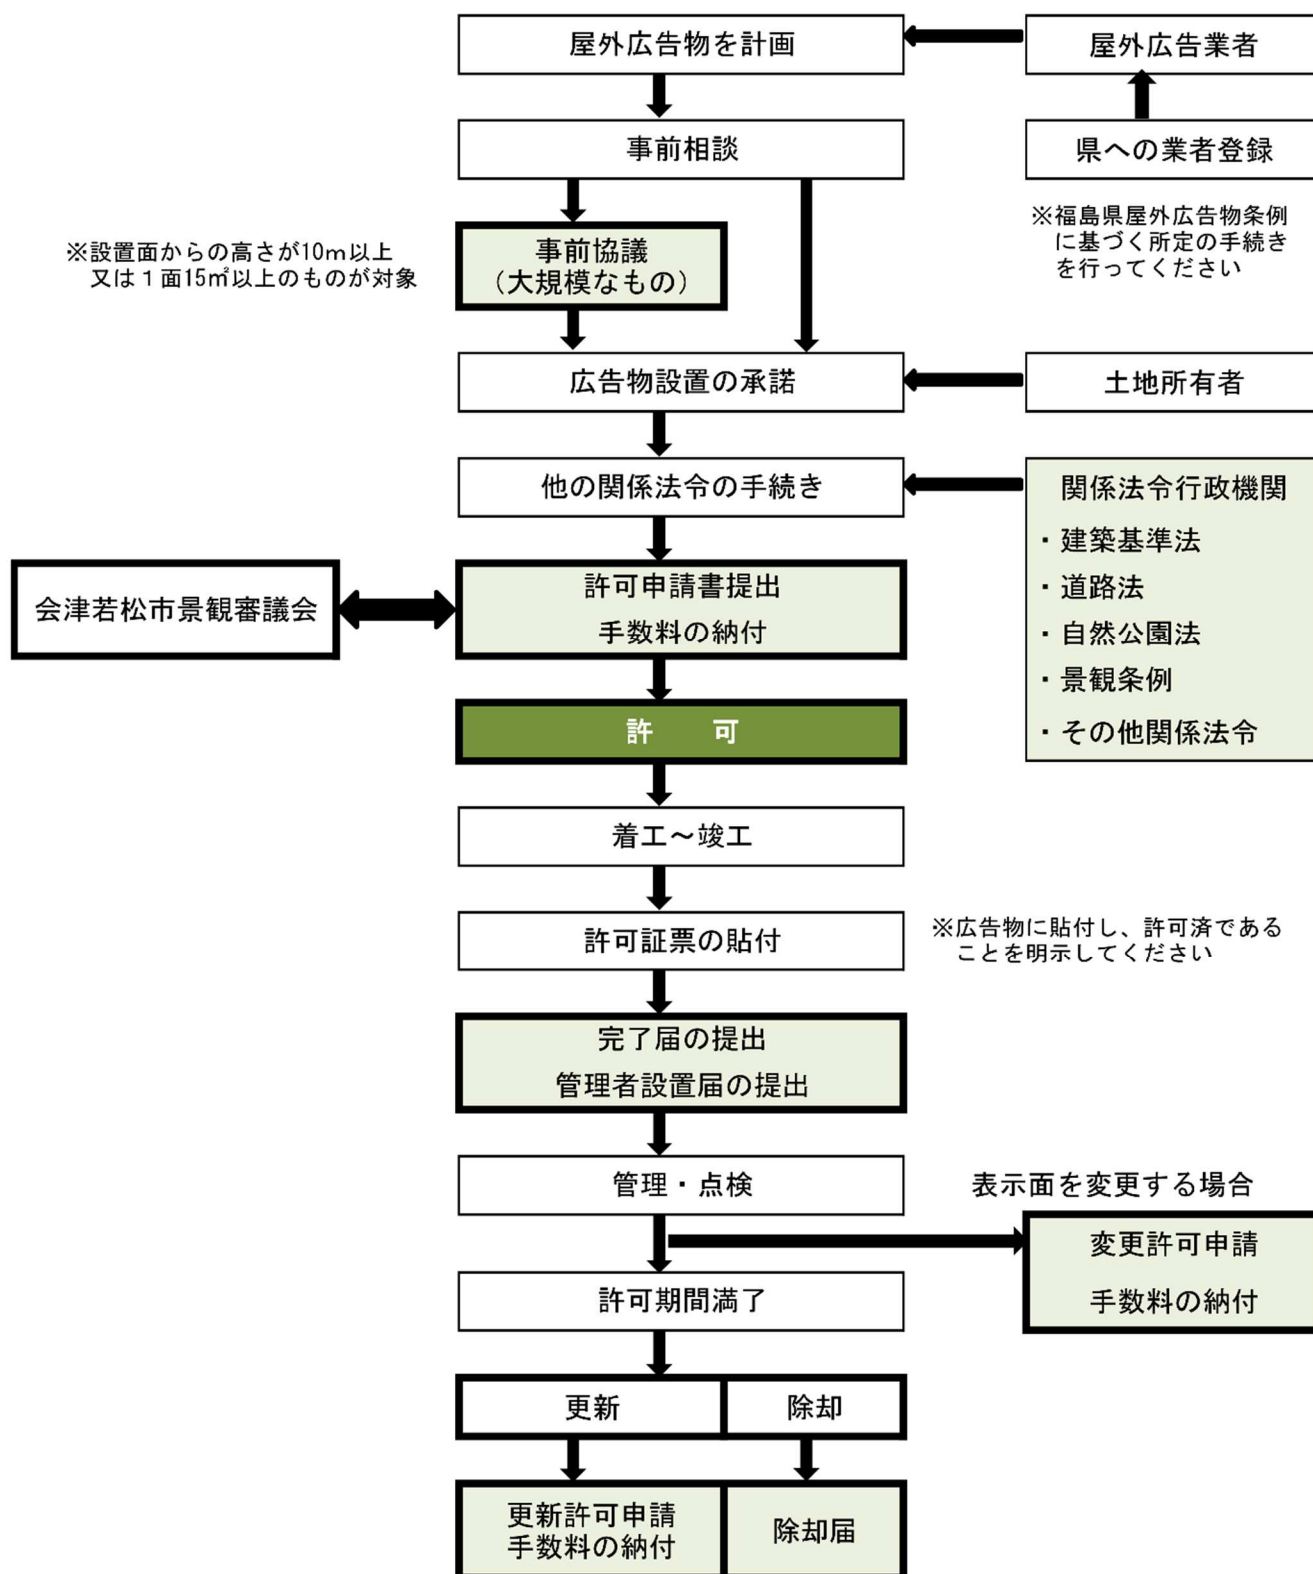 屋外広告物を計画
屋外広告業者
事前相談
県への業者登録
※福島県屋外広告物条例
に基づく所定の手続き
を行ってください
※設置面からの高さが10m以上
又は１面15㎡以上のものが対象
事前協議
（大規模なもの）
広告物設置の承諾
土地所有者
他の関係法令の手続き
関係法令行政機関
・建築基準法
・道路法
・自然公園法
・景観条例
・その他関係法令
会津若松市景観審議会
許可申請書提出
手数料の納付
許　可
着工～竣工
許可証票の貼付
※広告物に貼付し、許可済である
ことを明示してください
完了届の提出
管理者設置届の提出
管理・点検
表示面を変更する場合
変更許可申請
手数料の納付
許可期間満了
更新
除却
更新許可申請
手数料の納付
除却届